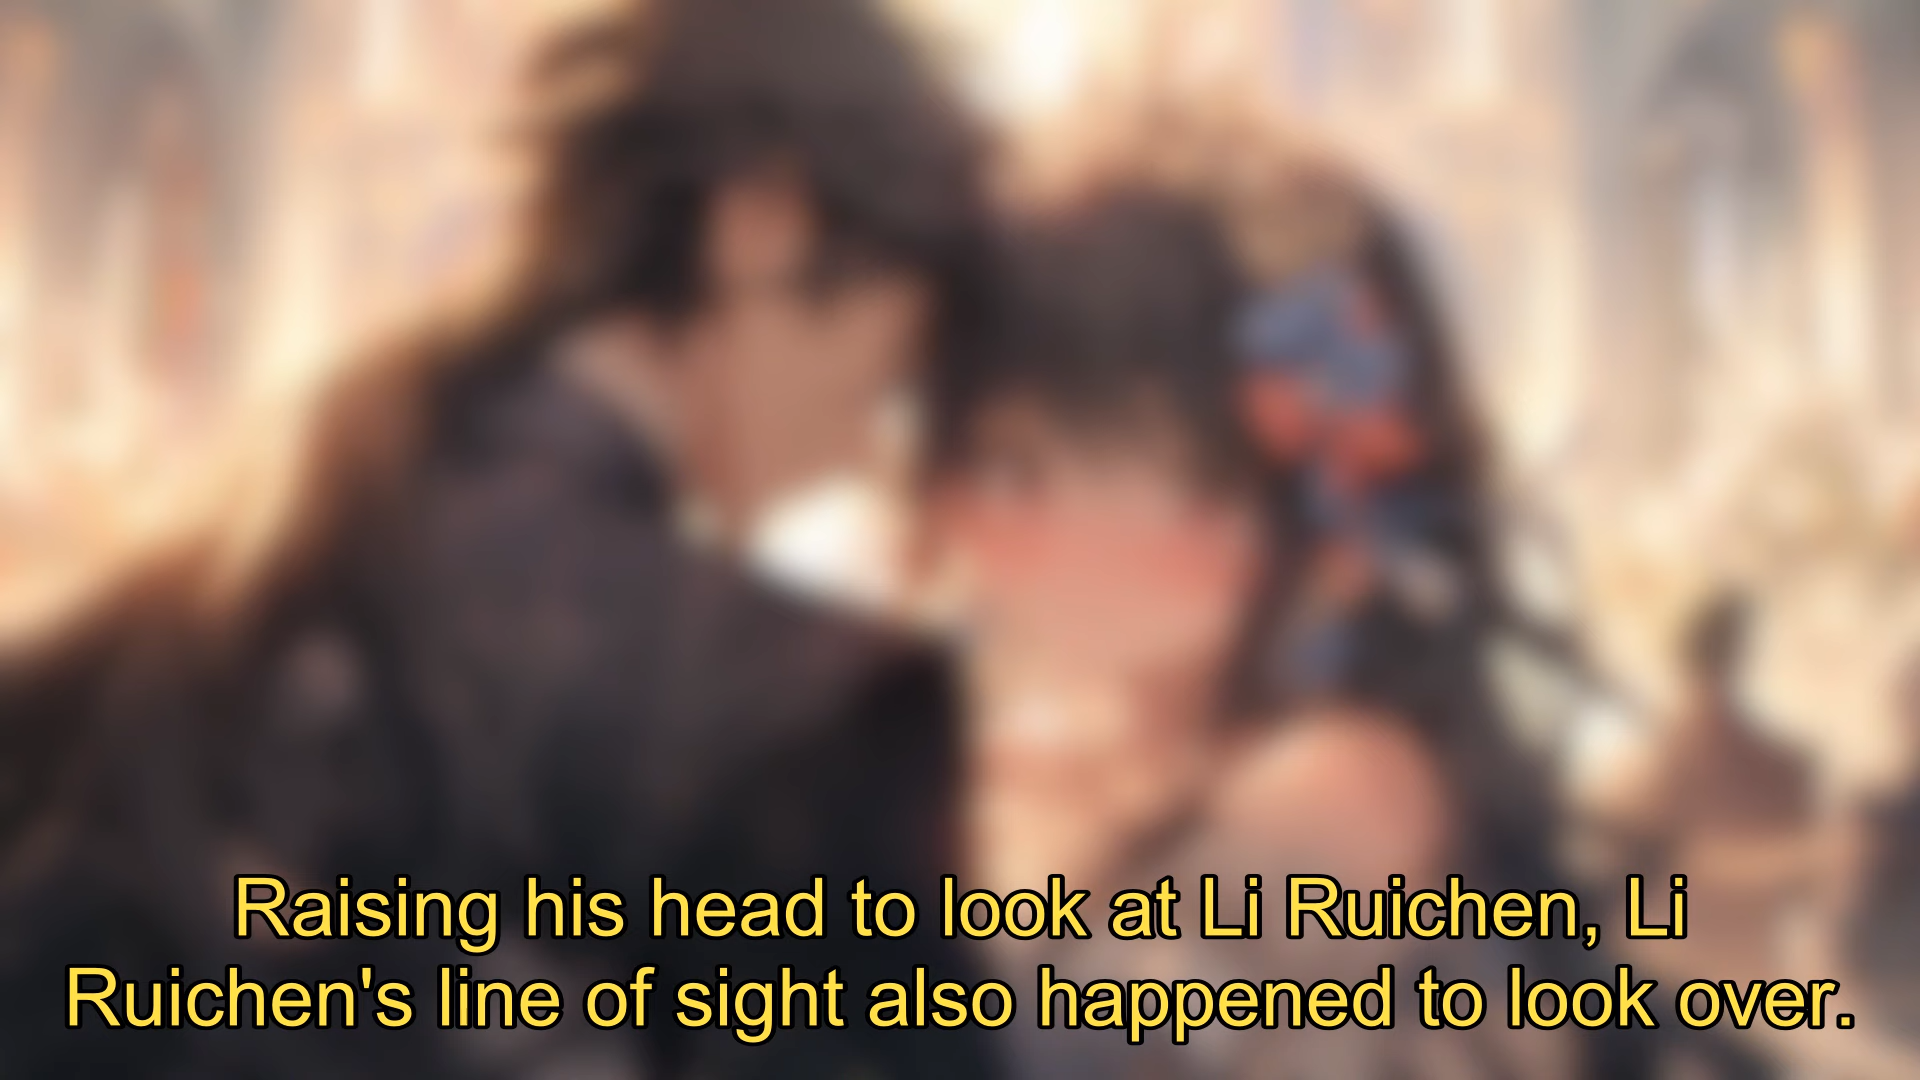 Raising his head to look at Li Ruichen, Li
Ruichen's line of sight also happened to look over.